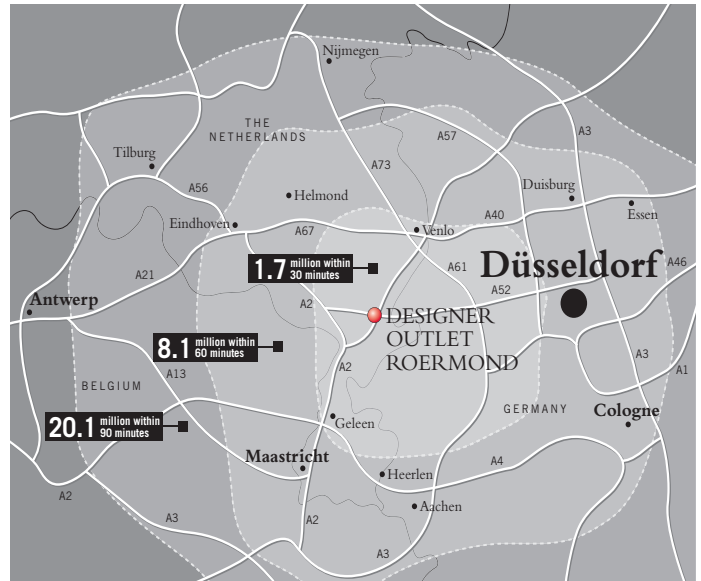 Nijmegen
THE
NETHERLANDS
A57
A3
Tilburg
A73
A56
Helmond
Duisburg
Essen
Eindhoven
A67
Venlo
A40
1.7 million within
30 minutes
A61
Düsseldorf
A46
A21
A2
A52
Antwerp
DESIGNER
OUTLET
ROERMOND
8.1 million within
60 minutes
A2
A3
A1
A13
BELGIUM
GERMANY
Cologne
20.1 million within
90 minutes
Geleen
Maastricht
Heerlen
A4
A2
Aachen
A3
A2
A3